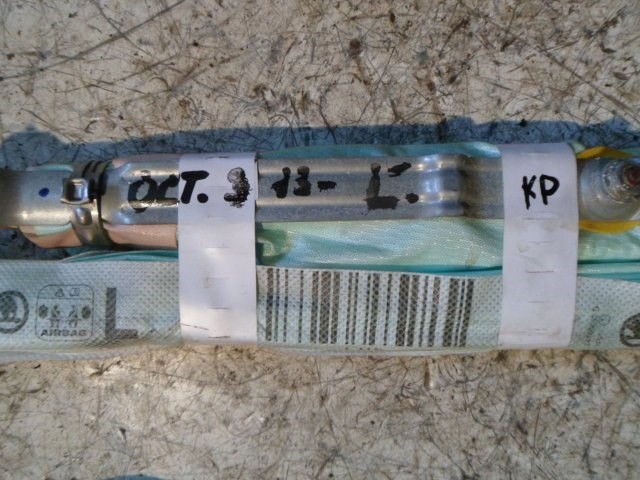 OCT. 3 13- L.
KP
L
AIRBAG